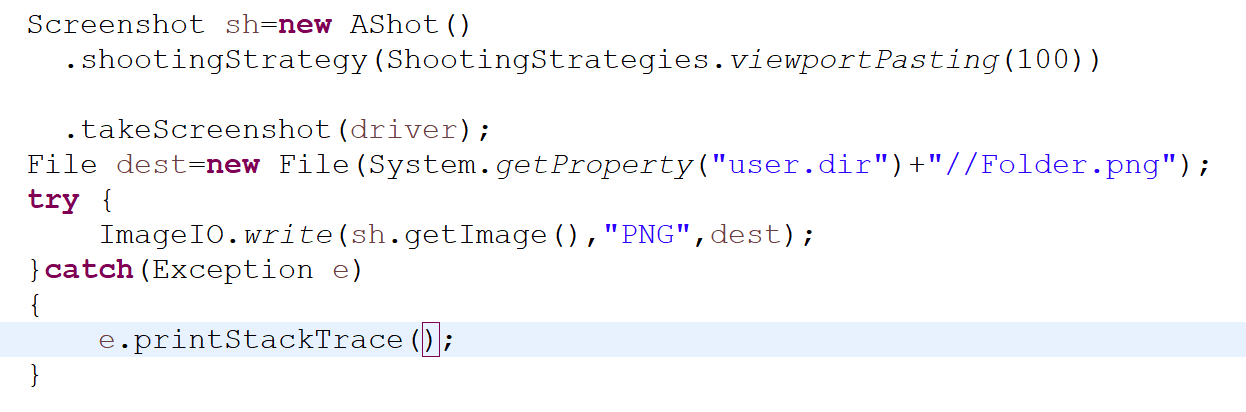 Screenshot sh=new AShot()
.shootingStrategy(ShootingStrategies.viewportPasting(100))
.takeScreenshot(driver);
File dest=new File(System.getProperty("user.dir")+"//Folder.png");
try {
ImageIO.write(sh.getImage(),"PNG",dest);
}catch(Exception e)
{
e.printStackTrace();
}